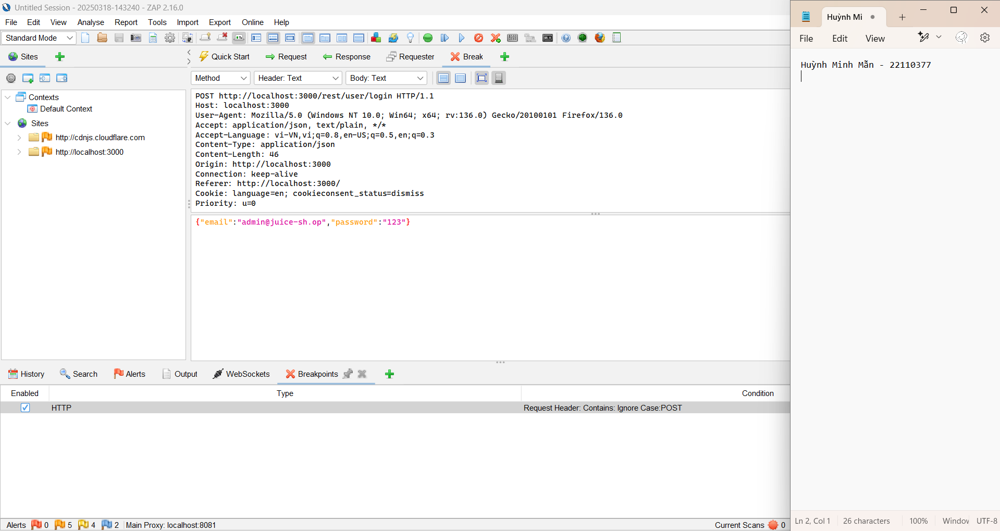 Untitled Session - 20250318-143240 - ZAP 2.16.0
File Edit View Analyse Report Tools Import Export Online Help
Standard Mode
Sites
Quick Start Request Response Requester Break
Method Header: Text Body: Text
Contexts
Default Context
Sites
http://cdnjs.cloudflare.com
http://localhost:3000
POST http://localhost:3000/rest/user/login HTTP/1.1
Host: localhost:3000
User-Agent: Mozilla/5.0 (Windows NT 10.0; Win64; x64; rv:136.0) Gecko/20100101 Firefox/136.0
Accept: application/json, text/plain, */*
Accept-Language: vi-VN,vi;q=0.8,en-US;q=0.5,en;q=0.3
Content-Type: application/json
Content-Length: 46
Origin: http://localhost:3000
Connection: keep-alive
Referer: http://localhost:3000/
Cookie: language=en; cookieconsent_status=dismiss
Priority: u=0
{"email":"admin@juice-sh.op","password":"123"}
History Search Alerts Output WebSockets Breakpoints
Enabled Type Condition
HTTP Request Header: Contains: Ignore Case:POST
Alerts 0 5 4 2 Main Proxy: localhost:8081
Current Scans 0
Huỳnh Mi
File Edit View
Huỳnh Minh Mẫn - 22110377
Ln 2, Col 1 26 characters 100% Window UTF-8